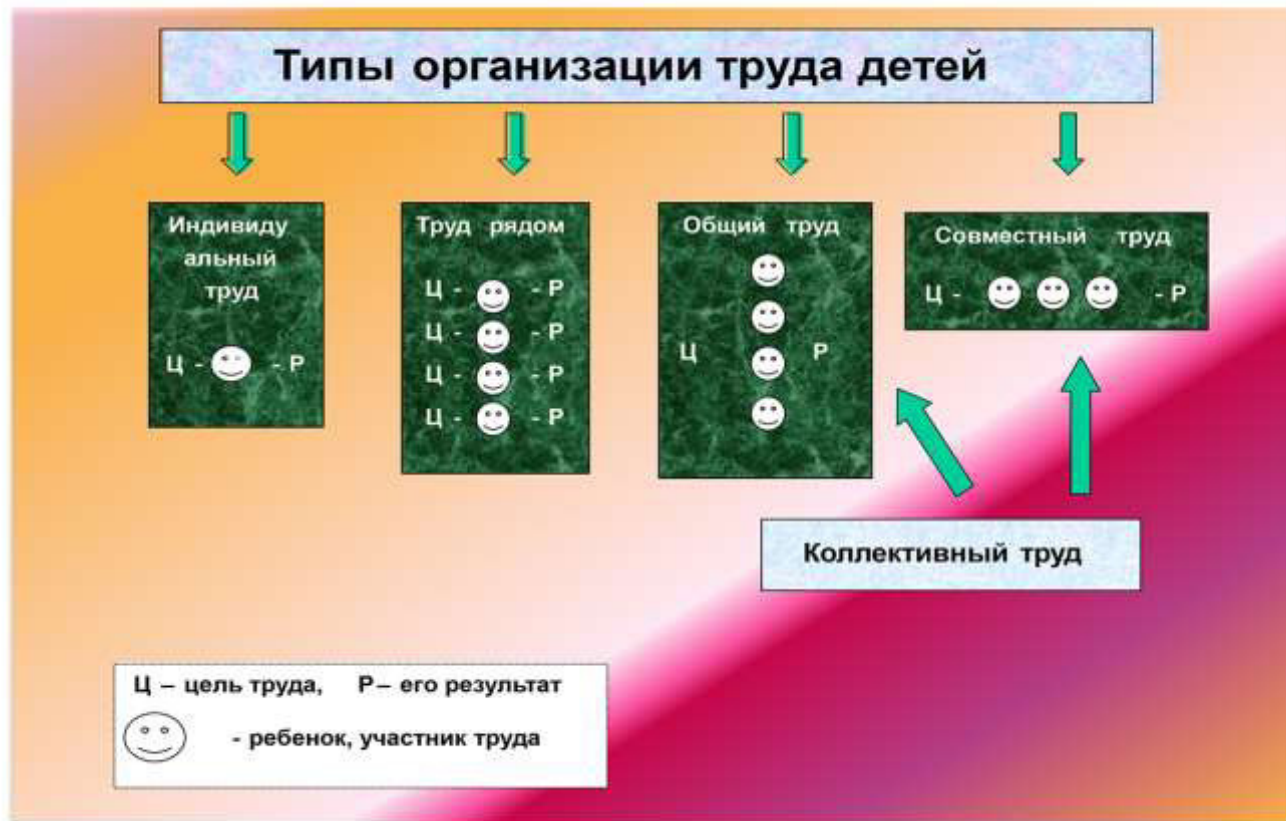 Типы организации труда детей
Индивиду
альный
труд
Ц - - Р
Труд рядом
Ц - - Р
Ц - - Р
Ц - - Р
Ц - - Р
Общий труд
Ц Р
Совместный труд
Ц - - Р
Коллективный труд
Ц – цель труда, Р – его результат
- ребенок, участник труда